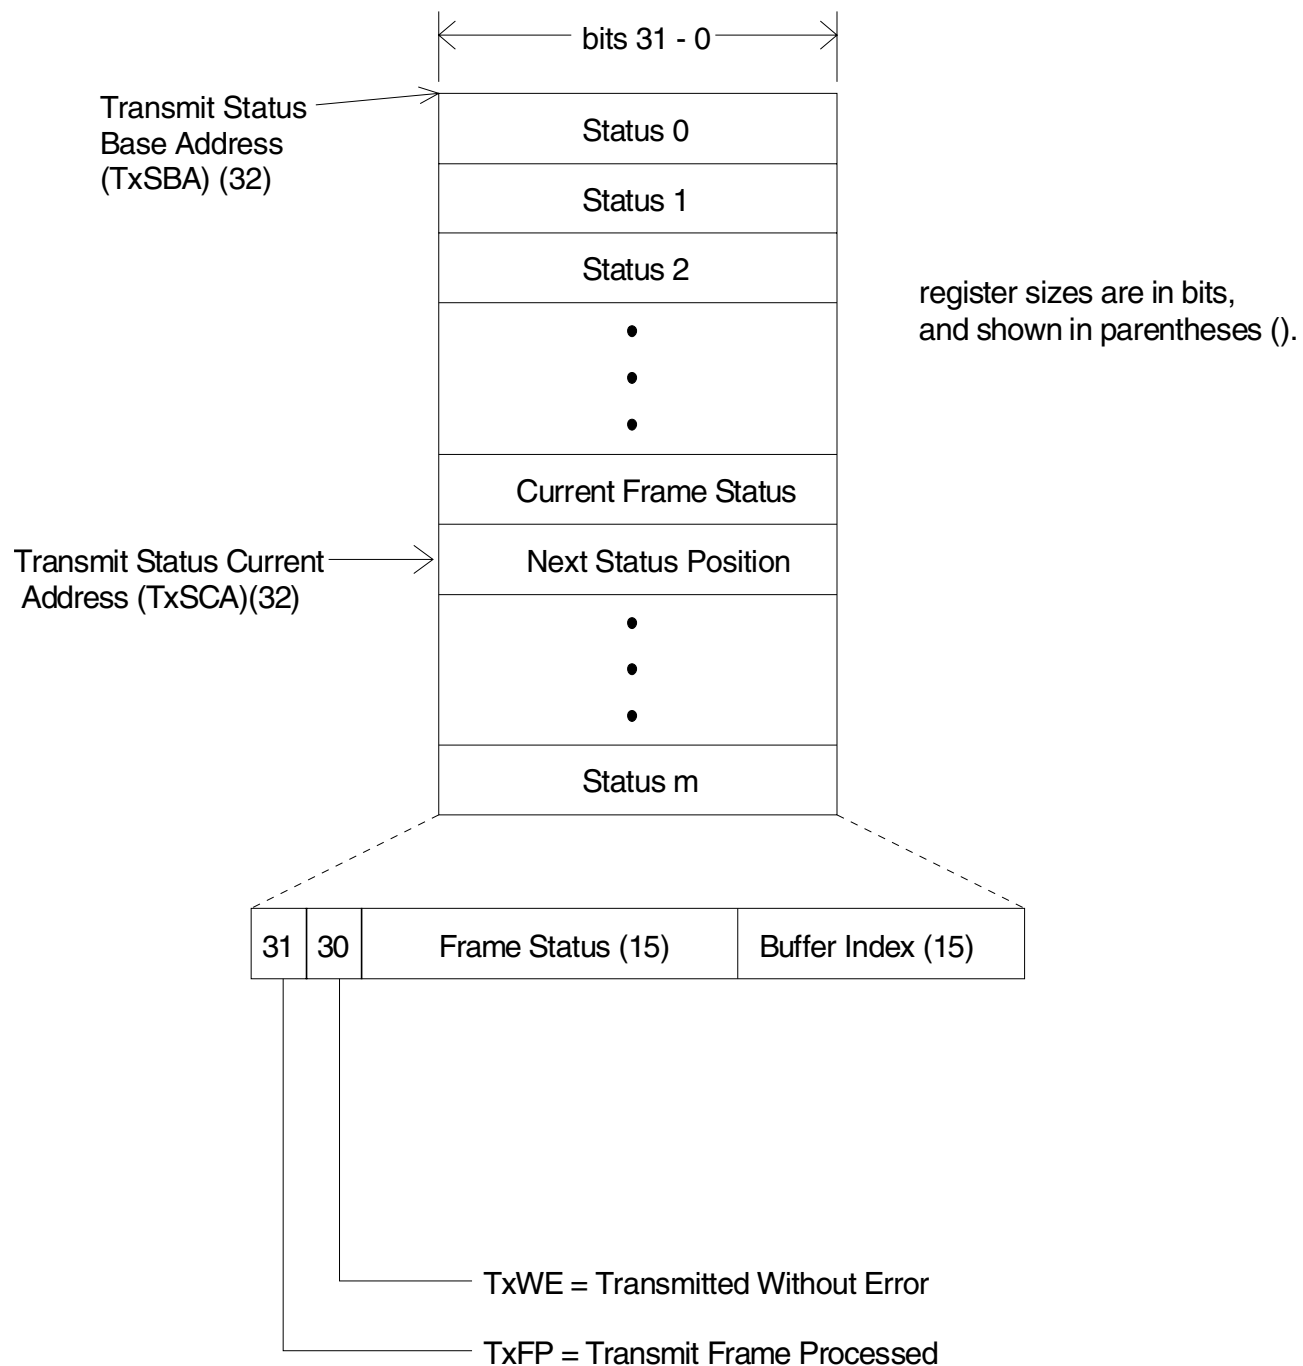 bits 31 - 0
Transmit Status
Base Address
(TxSBA) (32)
Status 0
Status 1
Status 2
register sizes are in bits,
and shown in parentheses ().
Current Frame Status
Transmit Status Current
Address (TxSCA)(32)
Next Status Position
Status m
31 30 Frame Status (15) Buffer Index (15)
TxWE = Transmitted Without Error
TxFP = Transmit Frame Processed